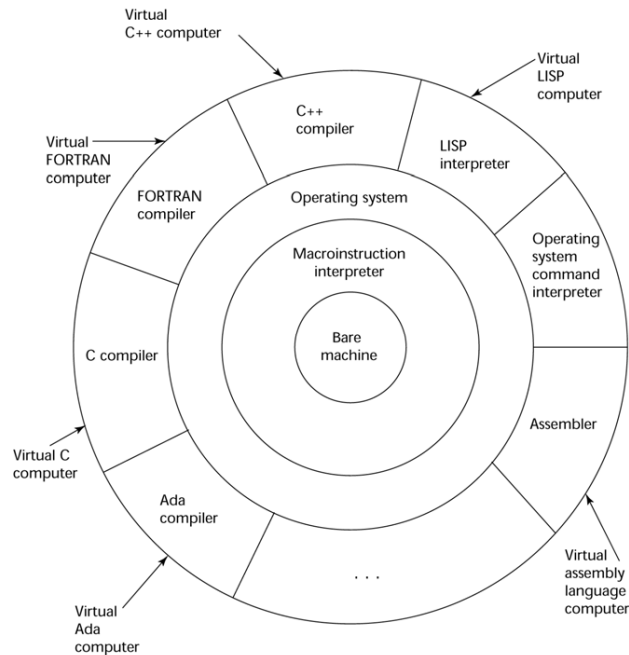 Virtual
C++ computer
Virtual
LISP
computer
C++
compiler
Virtual
FORTRAN
computer
LISP
interpreter
FORTRAN
compiler
Operating system
Operating
system
command
interpreter
Macroinstruction
interpreter
Bare
machine
C compiler
Assembler
Virtual C
computer
Ada
compiler
. . .
Virtual
assembly
language
computer
Virtual
Ada
computer